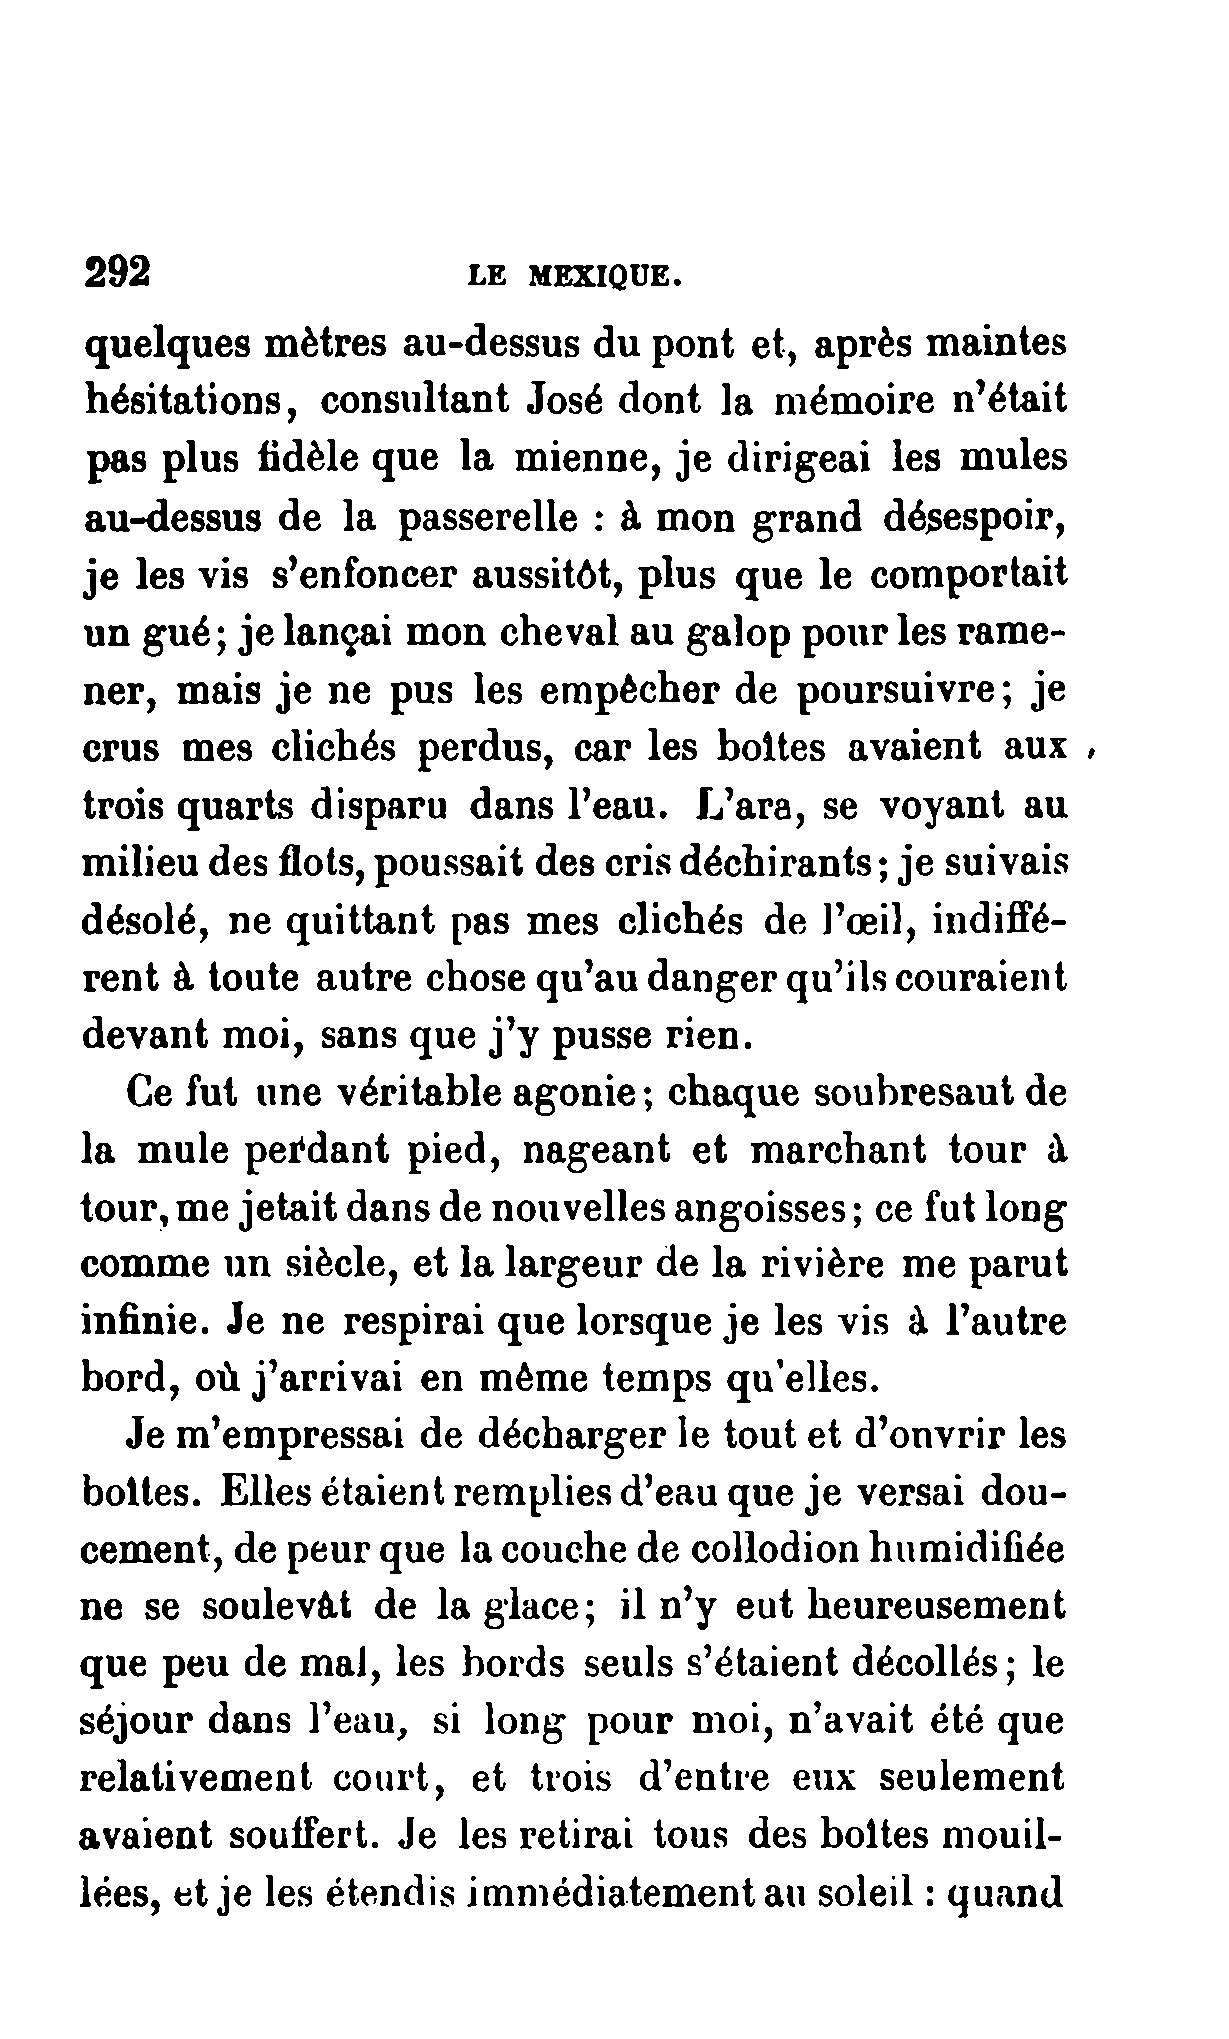 292 LE MEXIQUE.
quelques mètres au-dessus du pont et, après maintes
hésitations, consultant José dont la mémoire n'était
pas plus fidèle que la mienne, je dirigeai les mules
au-dessus de la passerelle : à mon grand désespoir,
je les vis s'enfoncer aussitôt, plus que le comportait
un gué; je lançai mon cheval au galop pour les rame-
ner, mais je ne pus les empêcher de poursuivre; je
crus mes clichés perdus, car les boîtes avaient aux
trois quarts disparu dans l'eau. L'ara, se voyant au
milieu des flots, poussait des cris déchirants; je suivais
désolé, ne quittant pas mes clichés de l'œil, indiffé-
rent à toute autre chose qu'au danger qu'ils couraient
devant moi, sans que j'y pusse rien.
Ce fut une véritable agonie; chaque soubresaut de
la mule perdant pied, nageant et marchant tour à
tour, me jetait dans de nouvelles angoisses; ce fut long
comme un siècle, et la largeur de la rivière me parut
infinie. Je ne respirai que lorsque je les vis à l'autre
bord, où j'arrivai en même temps qu'elles.
Je m'empressai de décharger le tout et d'onvrir les
boîtes. Elles étaient remplies d'eau que je versai dou-
cement, de peur que la couche de collodion humidifiée
ne se soulevât de la glace; il n'y eut heureusement
que peu de mal, les bords seuls s'étaient décollés; le
séjour dans l'eau, si long pour moi, n'avait été que
relativement court, et trois d'entre eux seulement
avaient souffert. Je les retirai tous des boîtes mouil-
lées, et je les étendis immédiatement au soleil : quand